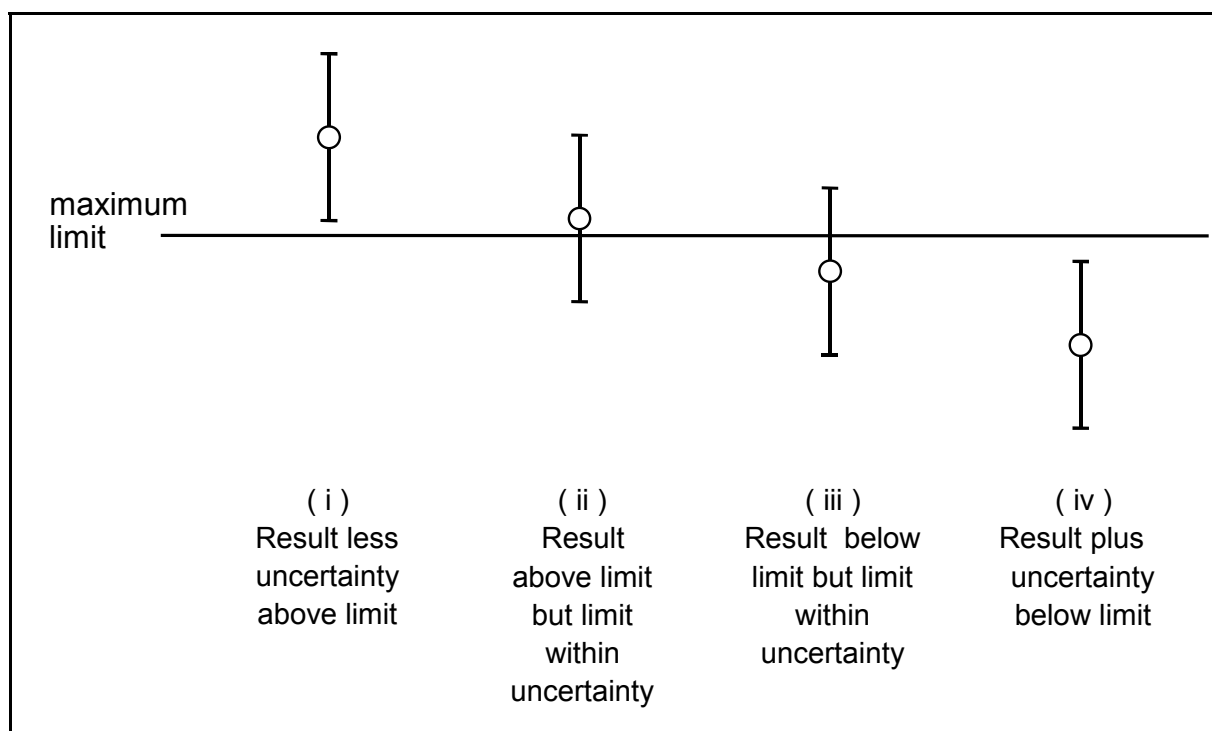 maximum
limit
( i )
Result less
uncertainty
above limit
( ii )
Result
above limit
but limit
within
uncertainty
( iii )
Result below
limit but limit
within
uncertainty
( iv )
Result plus
uncertainty
below limit